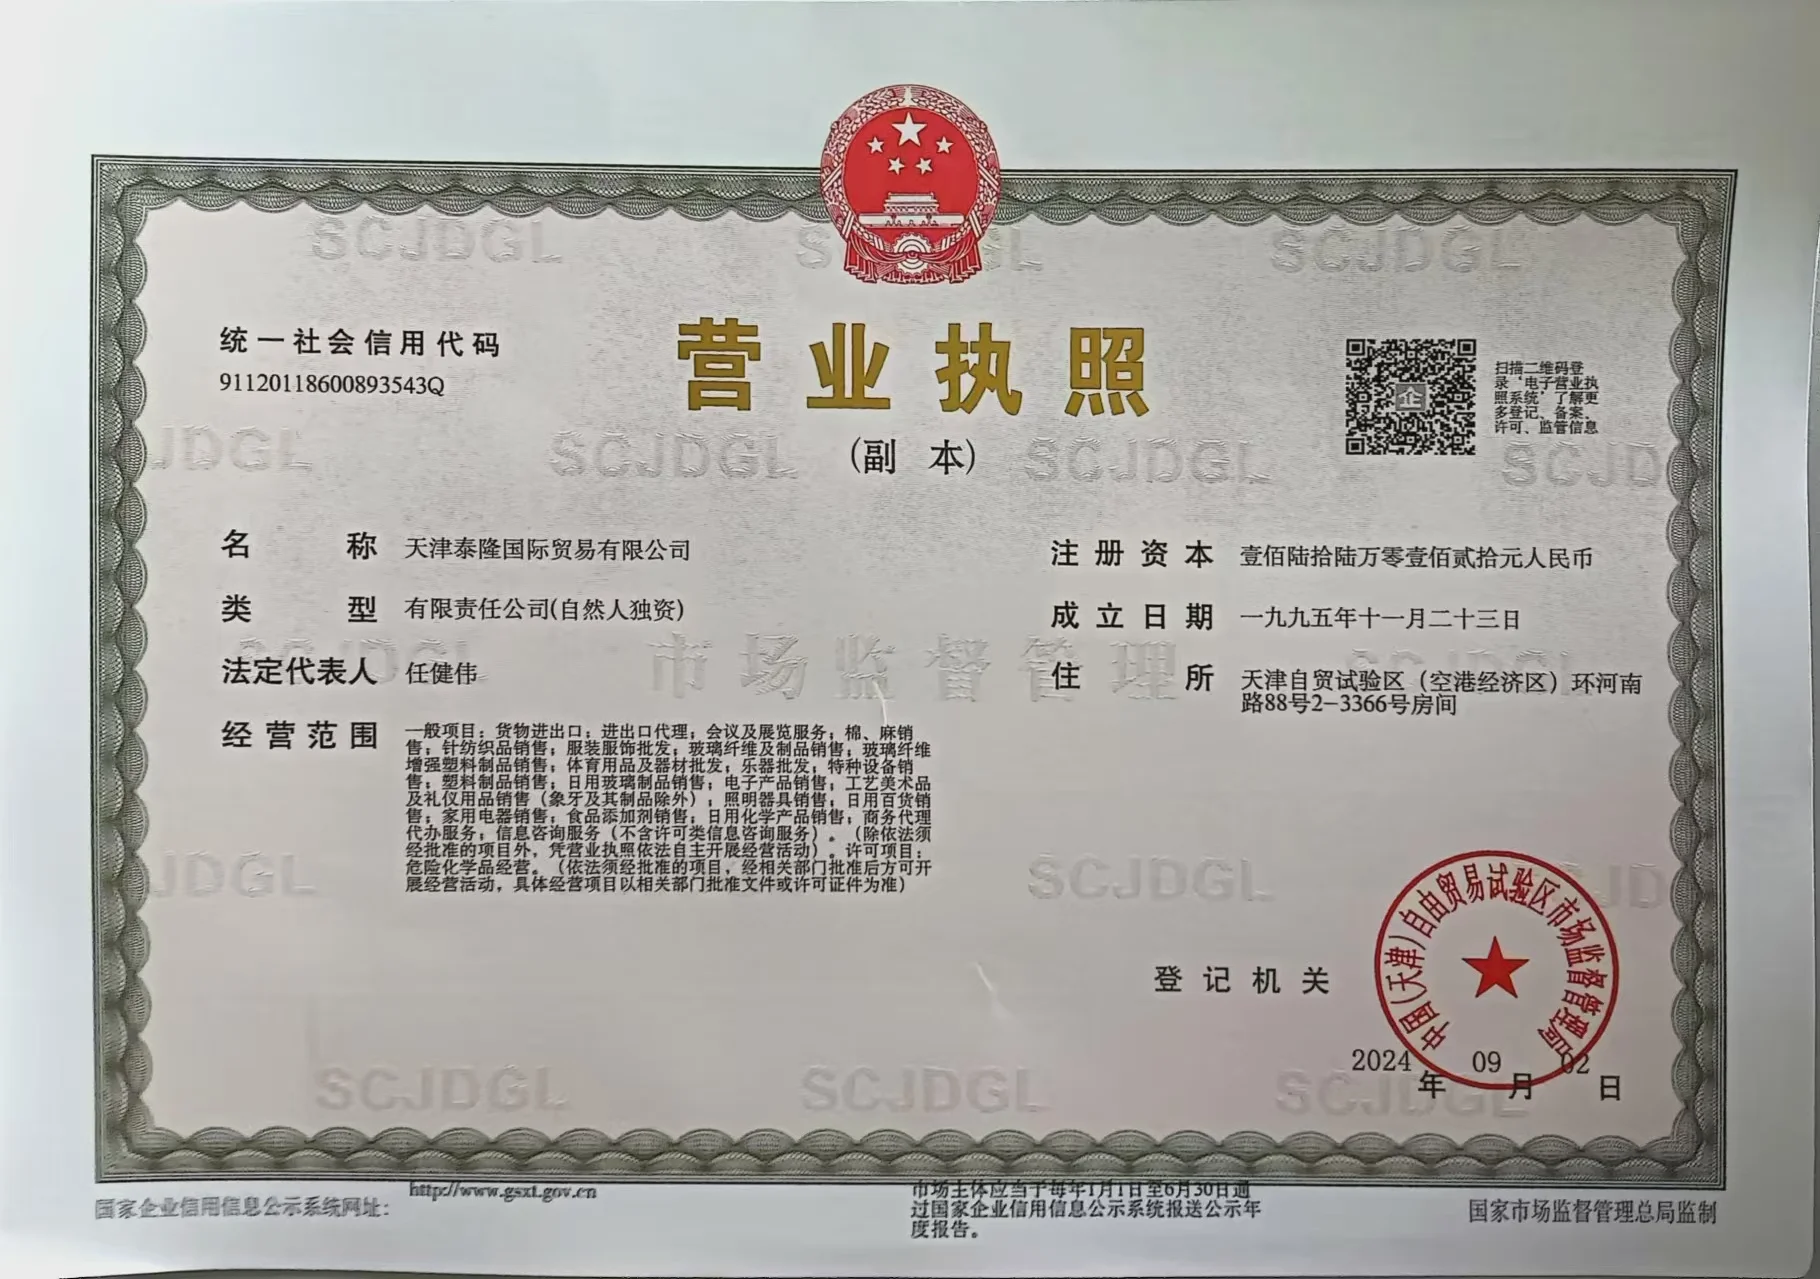 统一社会信用代码
91120118600893543Q
营业执照
(副 本)
扫描二维码登
录‘电子营业执
照系统’了解更
多登记、备案、
许可、监管信息
名 称 天津泰隆国际贸易有限公司
类 型 有限责任公司(自然人独资)
法定代表人 任健伟
经营范围 一般项目：货物进出口；进出口代理；会议及展览服务；棉、麻销
售；针纺织品销售；服装服饰批发；玻璃纤维及制品销售；玻璃纤维
增强塑料制品销售；体育用品及器材批发；乐器批发；特种设备销
售；塑料制品销售；日用玻璃制品销售；电子产品销售；工艺美术品
及礼仪用品销售（象牙及其制品除外）；照明器具销售；日用百货销
售；家用电器销售；食品添加剂销售；日用化学产品销售；商务代理
代办服务；信息咨询服务（不含许可类信息咨询服务）。（除依法须
经批准的项目外，凭营业执照依法自主开展经营活动）。许可项目：
危险化学品经营。（依法须经批准的项目，经相关部门批准后方可开
展经营活动，具体经营项目以相关部门批准文件或许可证件为准）
注册资本 壹佰陆拾陆万零壹佰贰拾元人民币
成立日期 一九九五年十一月二十三日
住 所 天津自贸试验区（空港经济区）环河南
路88号2-3366号房间
登记机关
中国(天津)自由贸易试验区市场监督管理局
2024 年 09 月 02 日
SCJDGL
市场监督管理
国家企业信用信息公示系统网址：
http://www.gsxt.gov.cn
市场主体应当于每年1月1日至6月30日通
过国家企业信用信息公示系统报送公示年
度报告。
国家市场监督管理总局监制